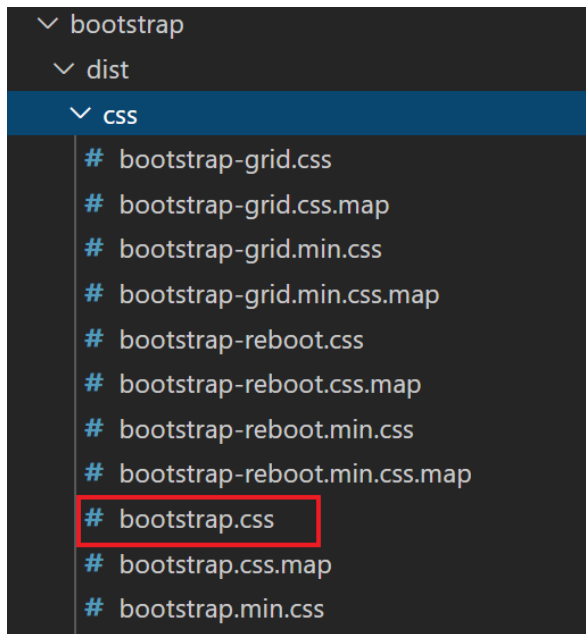 bootstrap
dist
css
# bootstrap-grid.css
# bootstrap-grid.css.map
# bootstrap-grid.min.css
# bootstrap-grid.min.css.map
# bootstrap-reboot.css
# bootstrap-reboot.css.map
# bootstrap-reboot.min.css
# bootstrap-reboot.min.css.map
# bootstrap.css
# bootstrap.css.map
# bootstrap.min.css